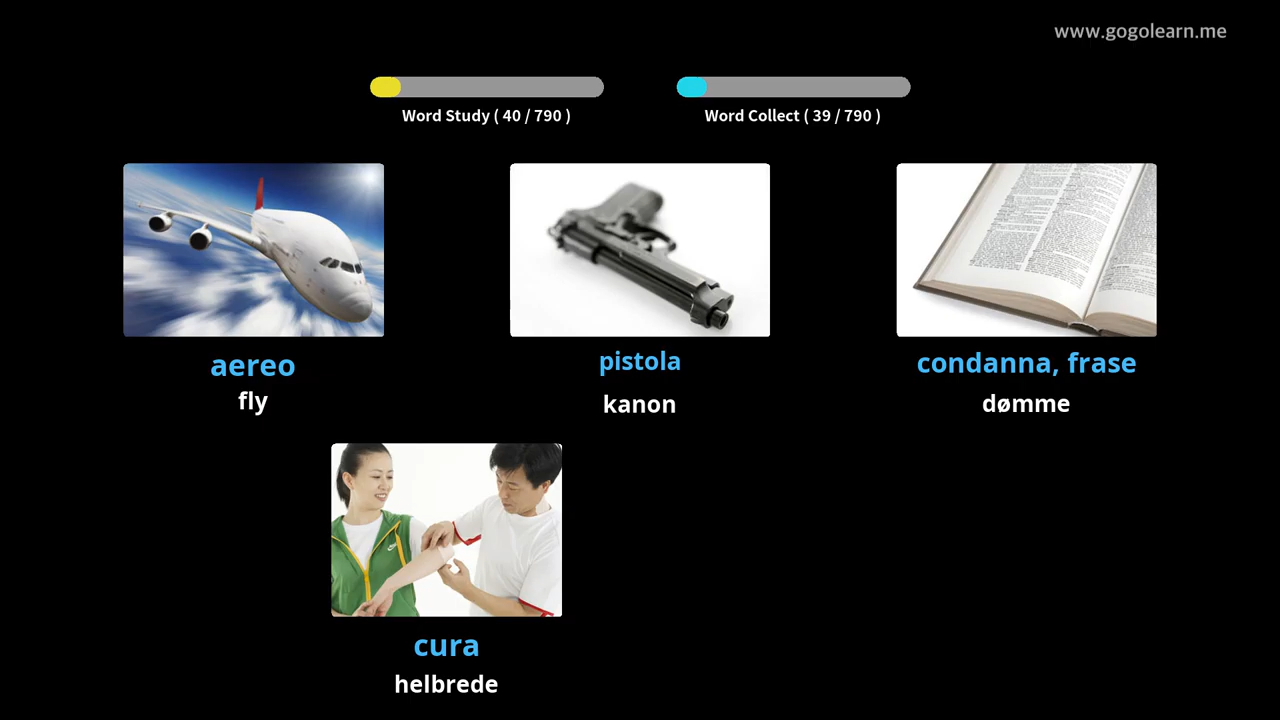 www.gogolearn.me
Word Study ( 40 / 790 )
Word Collect ( 39 / 790 )
aereo
fly
pistola
kanon
condanna, frase
dømme
cura
helbrede